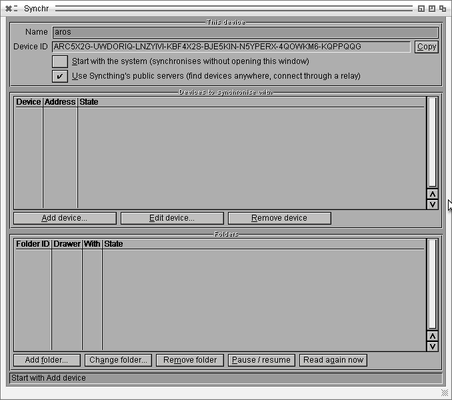 Synchr
This device
Name aros
Device ID ARC5X2G-UWDORIQ-LNZYIVI-KBF4X2S-BJE5KIN-N5YPERX-4QOWKM6-KQPPQQG Copy
Start with the system (synchronises without opening this window)
Use Syncthing's public servers (find devices anywhere, connect through a relay)
Devices to synchronise with
Device Address State
Add device... Edit device... Remove device
Folders
Folder ID Drawer With State
Add folder... Change folder... Remove folder Pause / resume Read again now
Start with Add device